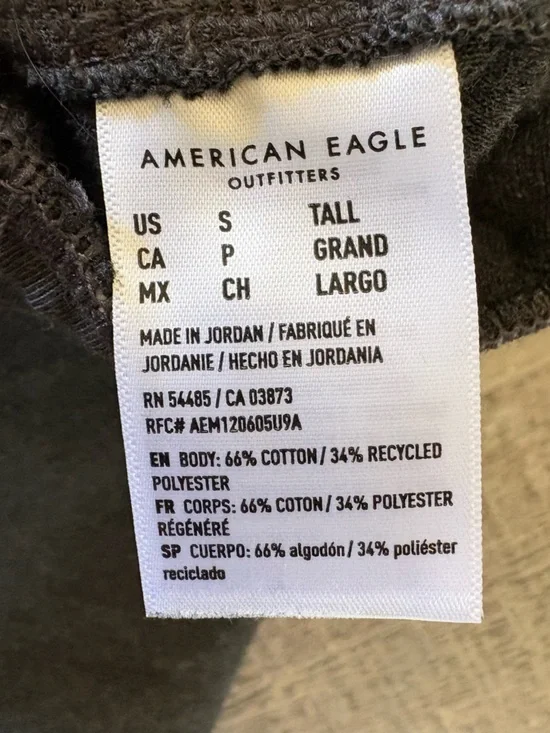 AMERICAN EAGLE
OUTFITTERS
US S TALL
CA P GRAND
MX CH LARGO
MADE IN JORDAN / FABRIQUÉ EN
JORDANIE / HECHO EN JORDANIA
RN 54485 / CA 03873
RFC# AEM120605U9A
EN BODY: 66% COTTON / 34% RECYCLED
POLYESTER
FR CORPS: 66% COTON / 34% POLYESTER
RÉGÉNÉRÉ
SP CUERPO: 66% algodón / 34% poliéster
reciclado